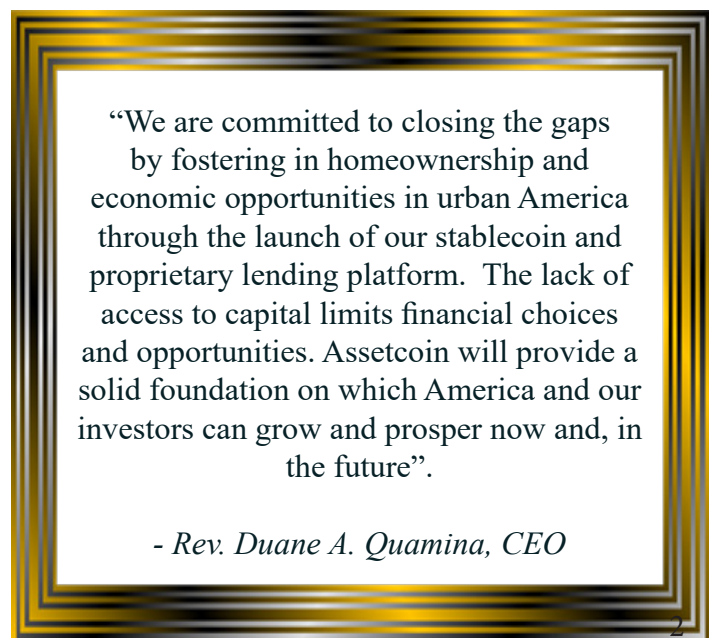 “We are committed to closing the gaps
by fostering in homeownership and
economic opportunities in urban America
through the launch of our stablecoin and
proprietary lending platform.  The lack of
access to capital limits financial choices
and opportunities. Assetcoin will provide a
solid foundation on which America and our
investors can grow and prosper now and, in
the future”.
- Rev. Duane A. Quamina, CEO
2